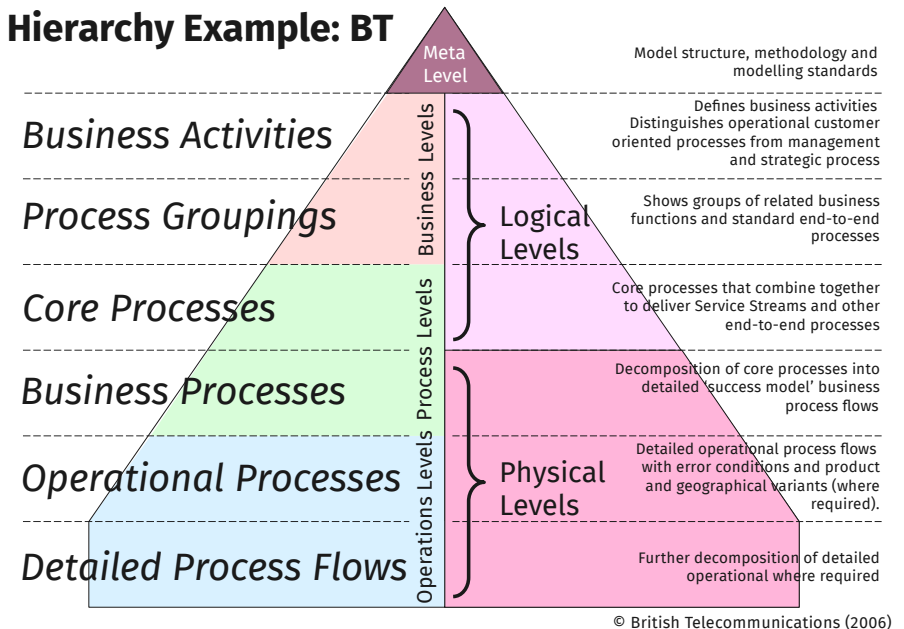 Hierarchy Example: BT
Meta
Level
Model structure, methodology and
modelling standards
Business Activities
Defines business activities
Distinguishes operational customer
oriented processes from management
and strategic process
Process Groupings
Shows groups of related business
functions and standard end-to-end
processes
Business Levels
Logical
Levels
Core Processes
Core processes that combine together
to deliver Service Streams and other
end-to-end processes
Process Levels
Business Processes
Decomposition of core processes into
detailed ‘success model’ business
process flows
Operational Processes
Detailed operational process flows
with error conditions and product
and geographical variants (where
required).
Operations Levels
Physical
Levels
Detailed Process Flows
Further decomposition of detailed
operational where required
© British Telecommunications (2006)